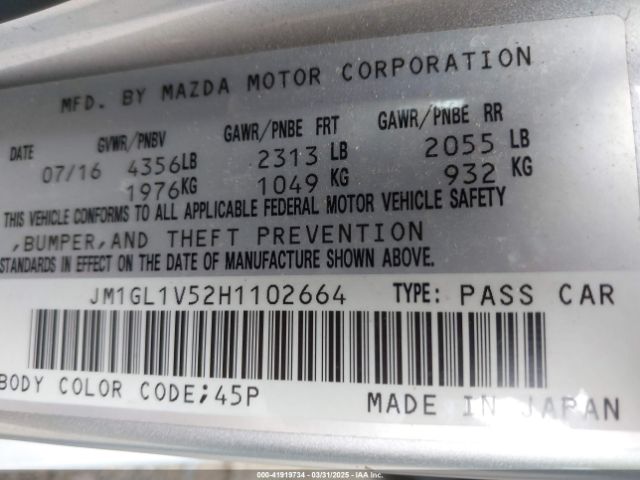 MFD. BY MAZDA MOTOR CORPORATION
DATE GVWR/PNBV GAWR/PNBE FRT GAWR/PNBE RR
07/16 4356LB 2313 LB 2055 LB
1976KG 1049 KG 932 KG
THIS VEHICLE CONFORMS TO ALL APPLICABLE FEDERAL MOTOR VEHICLE SAFETY
,BUMPER,AND THEFT PREVENTION
STANDARDS IN EFFECT ON THE DATE OF MANUFACTURE SHOWN ABOVE.
JM1GL1V52H1102664 TYPE: PASS CAR
BODY COLOR CODE;45P MADE IN JAPAN
000-41919734 - 03/31/2025 - IAAI.COM